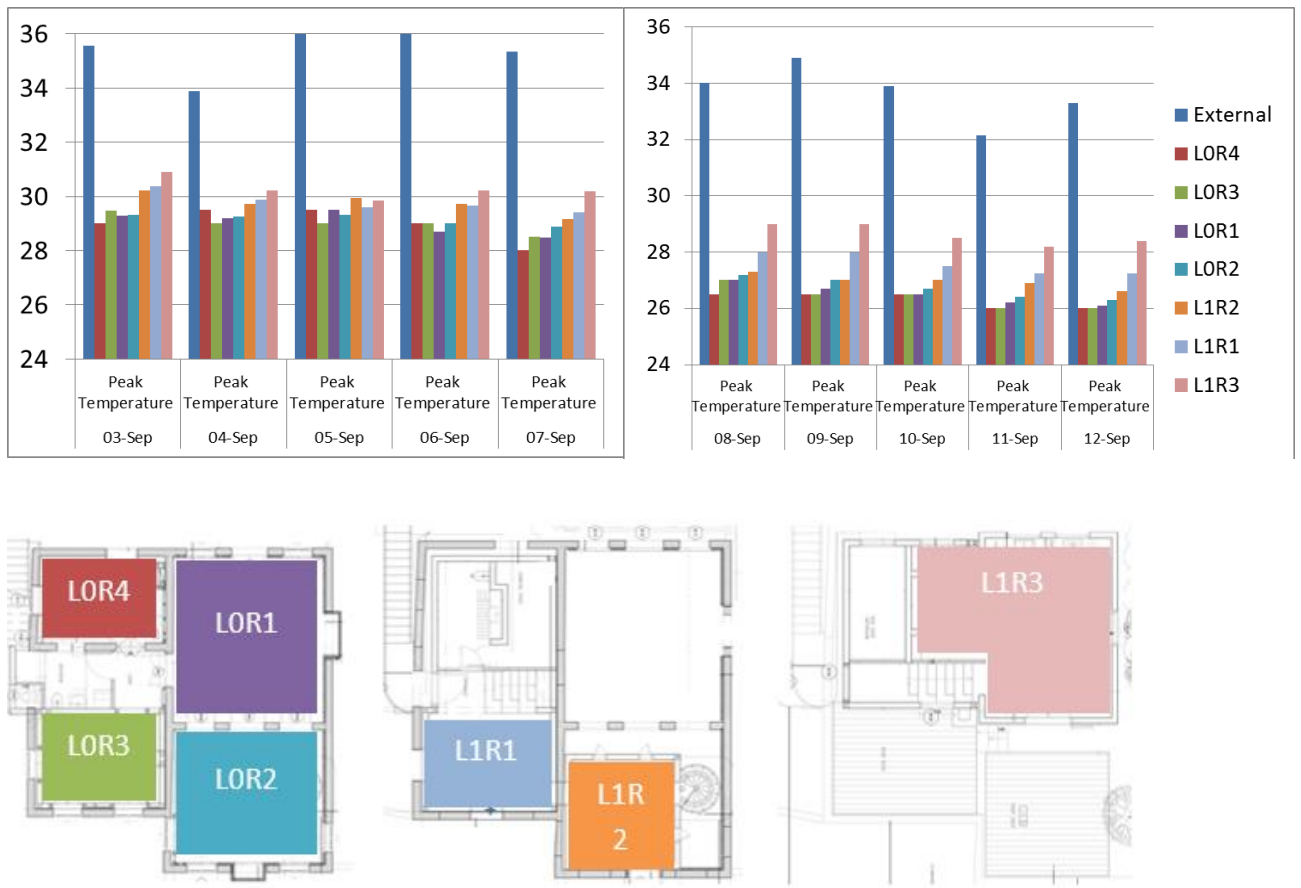 36
34
32
30
28
26
24
Peak Peak Peak Peak Peak
Temperature Temperature Temperature Temperature Temperature
03-Sep 04-Sep 05-Sep 06-Sep 07-Sep
36
34
32
30
28
26
24
Peak Peak Peak Peak Peak
Temperature Temperature Temperature Temperature Temperature
08-Sep 09-Sep 10-Sep 11-Sep 12-Sep
External
L0R4
L0R3
L0R1
L0R2
L1R2
L1R1
L1R3
L0R4
L0R1
L0R3
L0R2
L1R1
L1R
2
L1R3